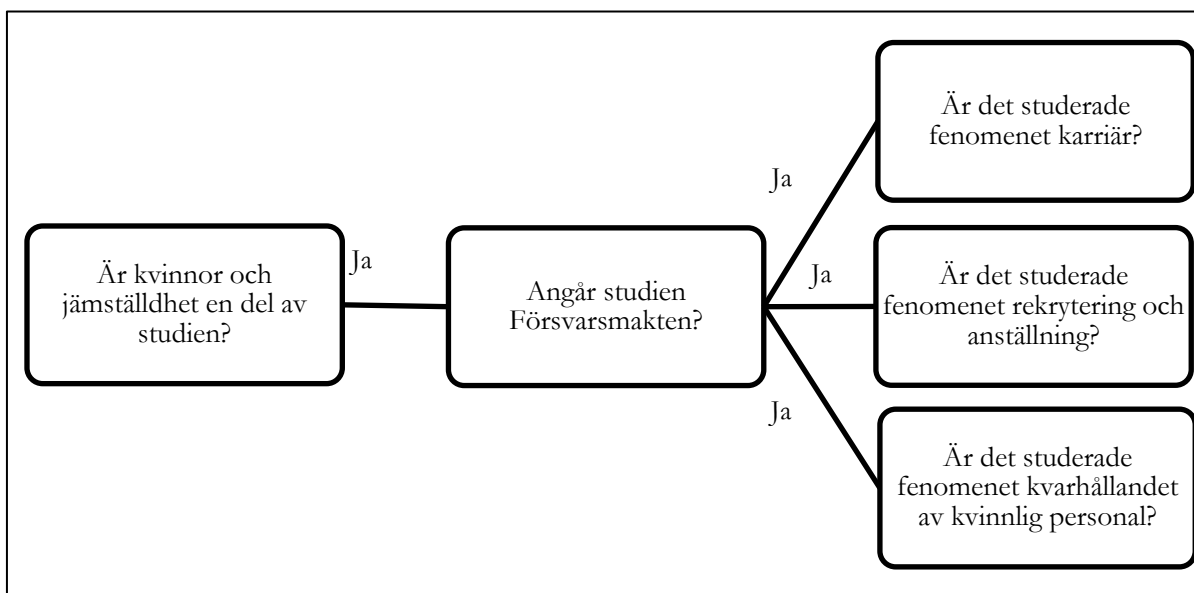 Är kvinnor och
jämställdhet en del av
studien?
Ja
Angår studien
Försvarsmakten?
Ja
Är det studerade
fenomenet karriär?
Ja
Är det studerade
fenomenet rekrytering och
anställning?
Ja
Är det studerade
fenomenet kvarhållandet
av kvinnlig personal?